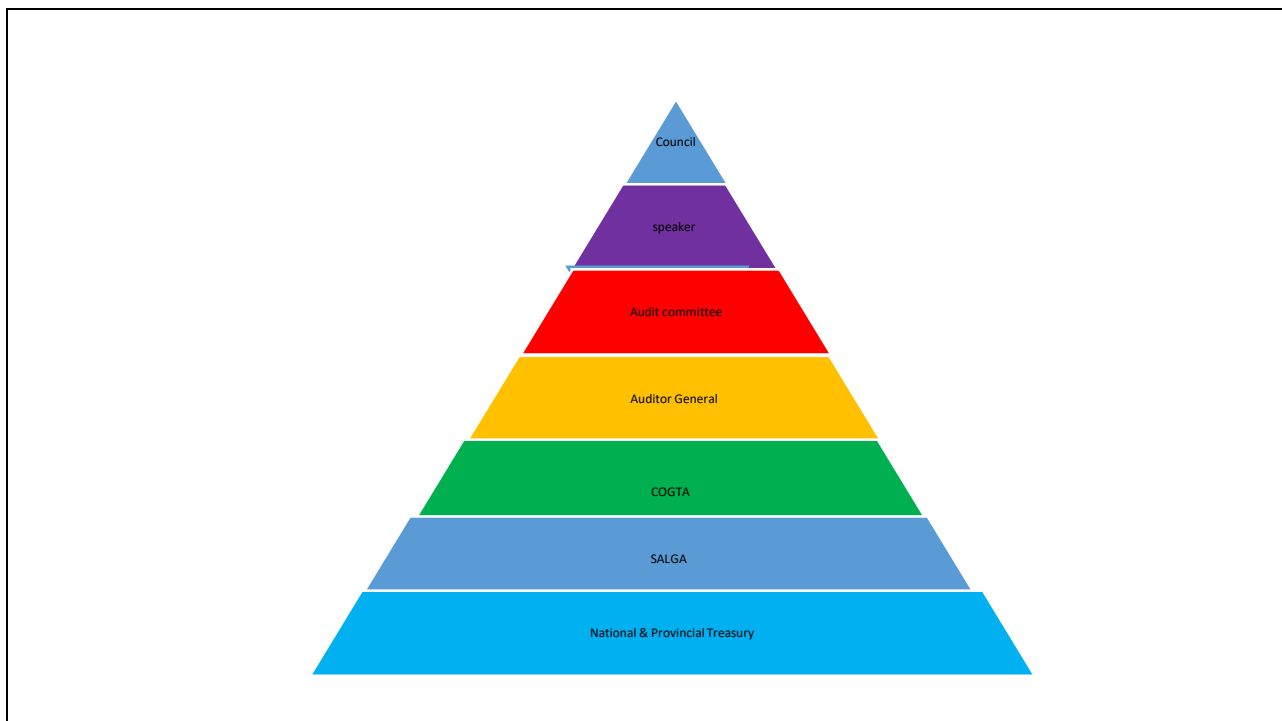 Council
speaker
Audit committee
Auditor General
COGTA
SALGA
National & Provincial Treasury